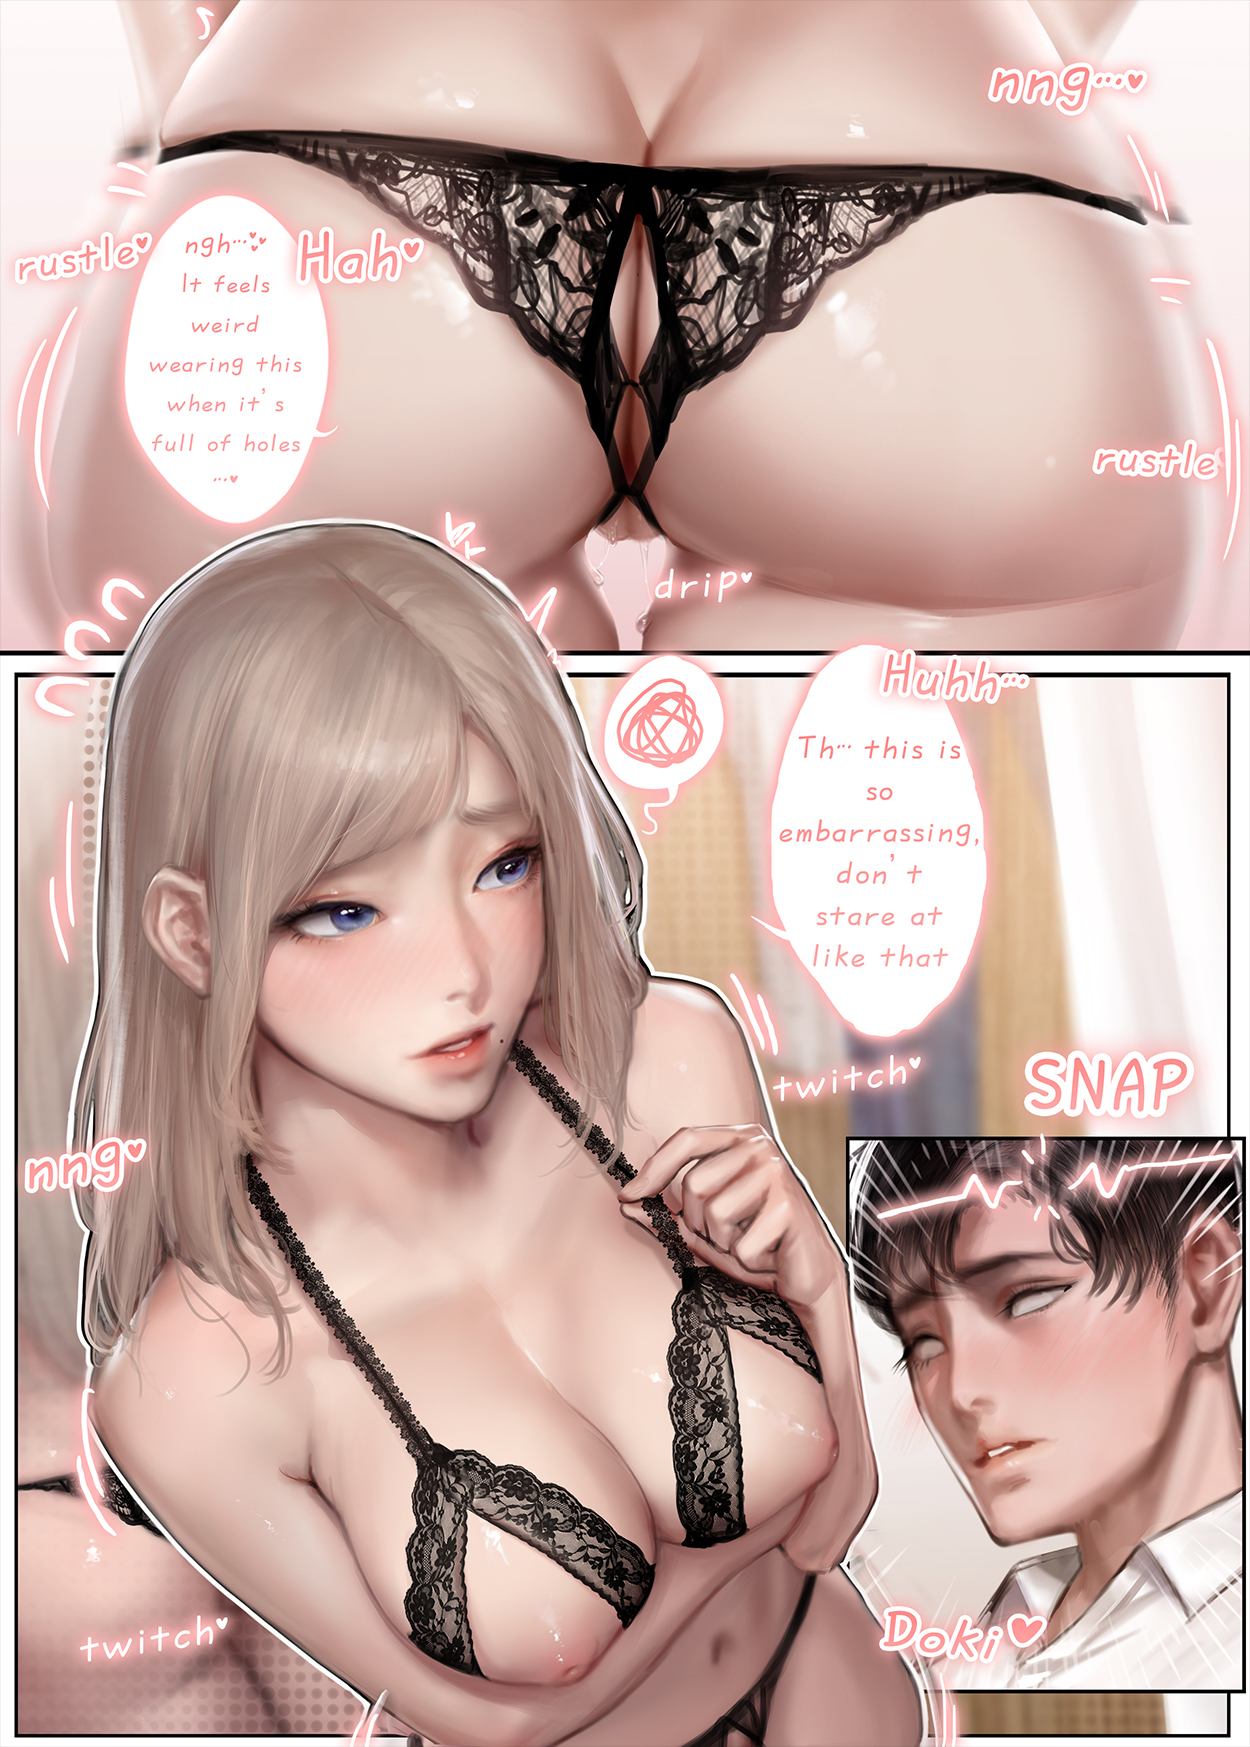 nng…♥
rustle♥
ngh…♥
It feels
weird
wearing this
when it's
full of holes
…♥
Hah♥
rustle
drip♥
Huhh…
Th… this is
so
embarrassing,
don't
stare at
like that
twitch♥
SNAP
nng♥
Doki♥
twitch♥